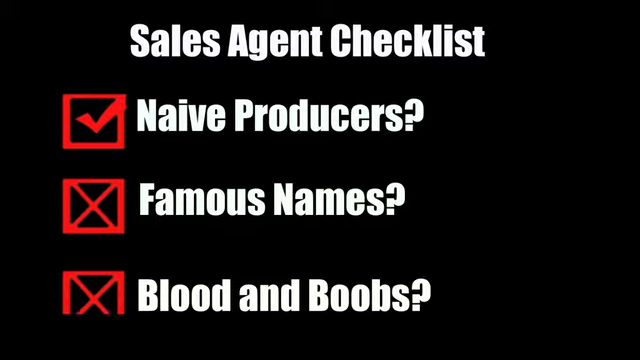 Sales Agent Checklist
Naive Producers?
Famous Names?
Blood and Boobs?